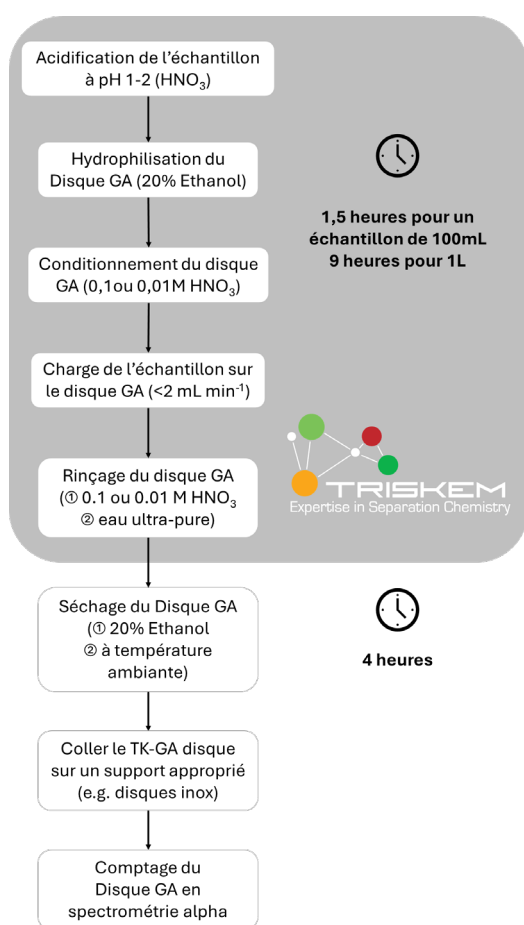 Acidification de l’échantillon
à pH 1-2 (HNO₃)
Hydrophilisation du
Disque GA (20% Ethanol)
1,5 heures pour un
échantillon de 100mL
9 heures pour 1L
Conditionnement du disque
GA (0,1ou 0,01M HNO₃)
Charge de l’échantillon sur
le disque GA (<2 mL min⁻¹)
Rinçage du disque GA
(① 0.1 ou 0.01 M HNO₃
② eau ultra-pure)
TRISKEM
Expertise in Separation Chemistry
Séchage du Disque GA
(① 20% Ethanol
② à température
ambiante)
4 heures
Coller le TK-GA disque
sur un support approprié
(e.g. disques inox)
Comptage du
Disque GA en
spectrométrie alpha